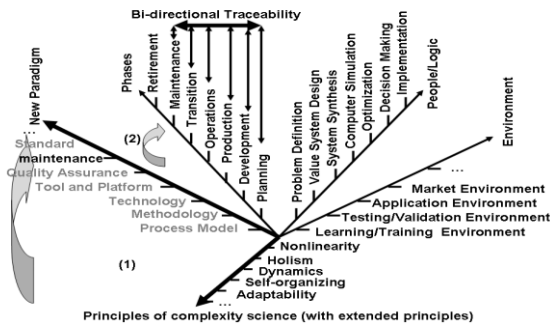 Bi-directional Traceability
New Paradigm
Phases
Retirement
Maintenance
Transition
Operations
Production
Development
Planning
Problem Definition
Value System Design
System Synthesis
Computer Simulation
Optimization
Decision Making
Implementation
People/Logic
Environment
...
Standard
maintenance
Quality Assurance
Tool and Platform
Technology
Methodology
Process Model
(2)
(1)
...
Market Environment
Application Environment
Testing/Validation Environment
Learning/Training Environment
Nonlinearity
Holism
Dynamics
Self-organizing
Adaptability
...
Principles of complexity science (with extended principles)